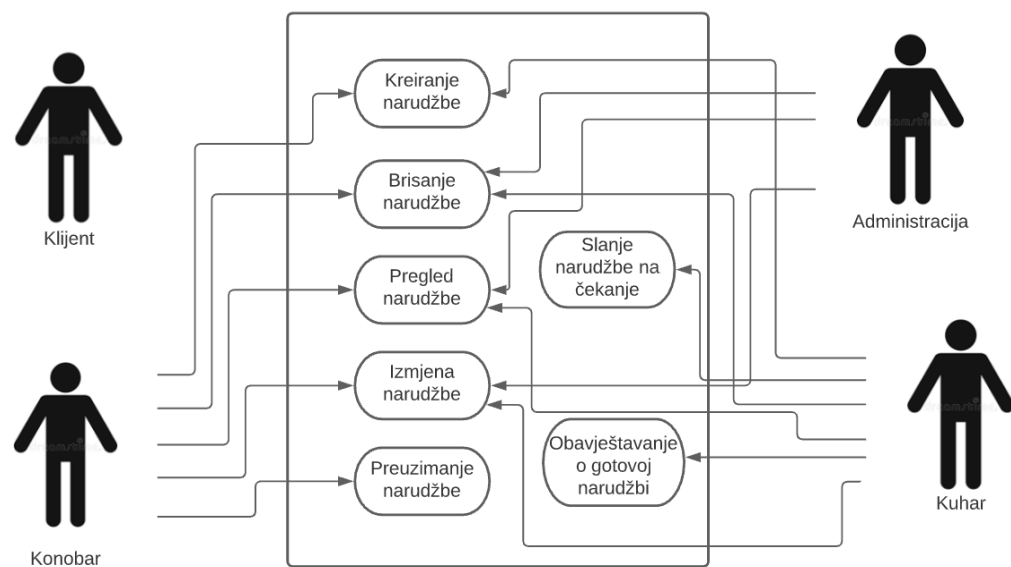 Kreiranje
narudžbe
Brisanje
narudžbe
Pregled
narudžbe
Izmjena
narudžbe
Preuzimanje
narudžbe
Slanje
narudžbe na
čekanje
Obavještavanje
o gotovoj
narudžbi
Klijent
Konobar
Administracija
Kuhar